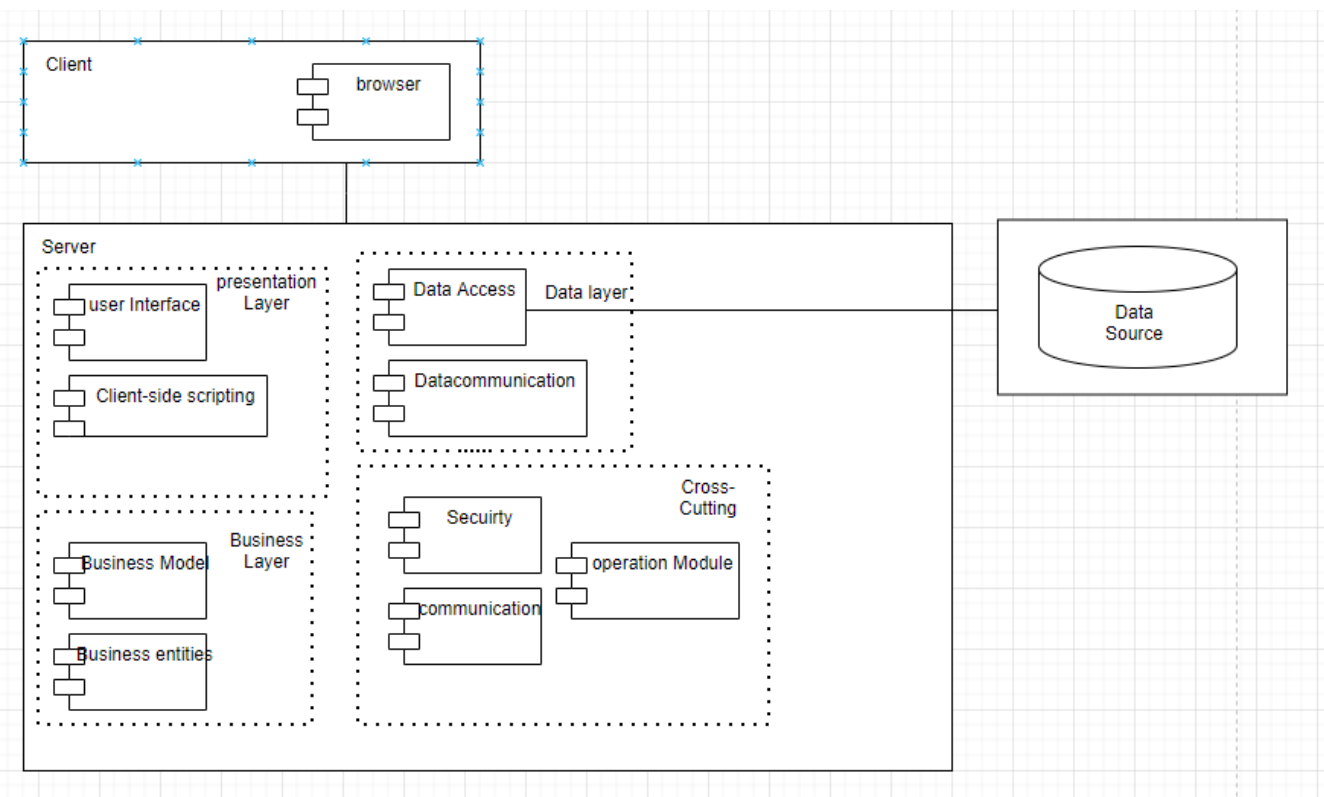 Client
browser
Server
presentation
Layer
user Interface
Client-side scripting
Data Access
Data layer
Datacommunication
Data
Source
Business
Layer
Business Model
Business entities
Cross-
Cutting
Secuirty
operation Module
communication